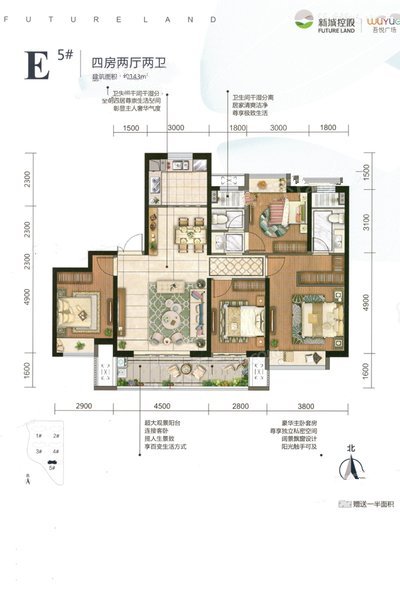 FUTURE LAND
新城控股
FUTURE LAND
WUYUE
吾悦广场
E 5# 四房两厅两卫
建筑面积：约143m²
卫生间干湿分
全明四居尊崇生活空间
彰显主人奢华气度
卫生间干湿分离
居家清爽洁净
尊享极致生活
1500 3000 1800 3000 1800
2300 1500
2300 3100
2300
4900 4900
1600 1600
2900 4500 2800 3800
超大观景阳台
连接客卧
揽人生景致
享百变生活方式
豪华主卧套房
尊享独立私密空间
阔景飘窗设计
阳光触手可及
1# 2#
3# 4#
5#
A
北
赠送一半面积